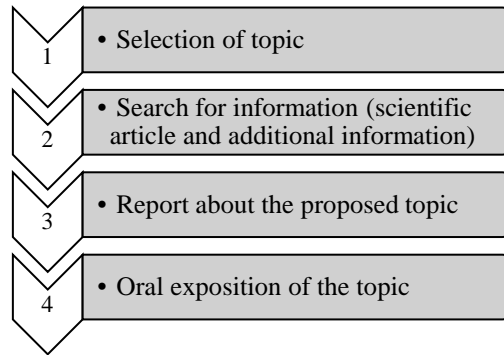 1
• Selection of topic
2
• Search for information (scientific
article and additional information)
3
• Report about the proposed topic
4
• Oral exposition of the topic